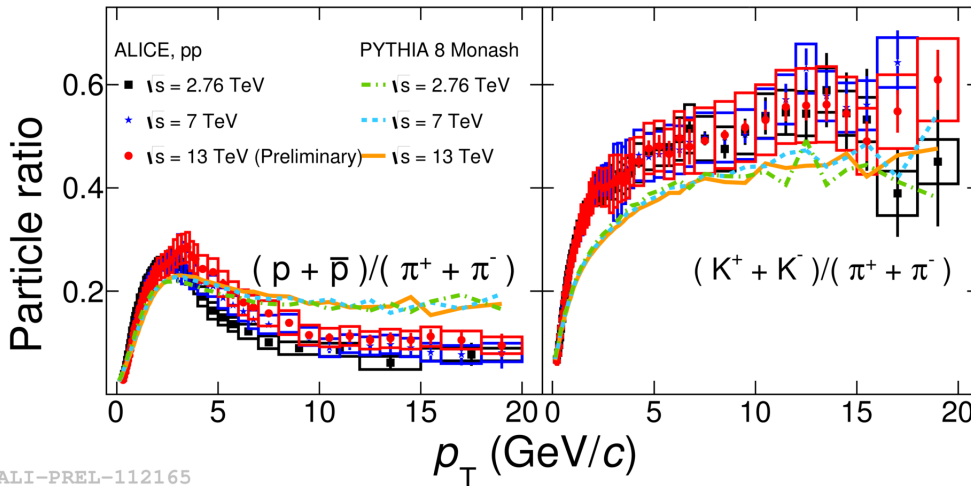 Particle ratio
0.6
0.4
0.2
ALICE, pp
√s = 2.76 TeV
√s = 7 TeV
√s = 13 TeV (Preliminary)
PYTHIA 8 Monash
√s = 2.76 TeV
√s = 7 TeV
√s = 13 TeV
( p + p̅ )/( π⁺ + π⁻ )
( K⁺ + K⁻ )/( π⁺ + π⁻ )
0 5 10 15 20 0 5 10 15 20
p_T (GeV/c)
ALI-PREL-112165